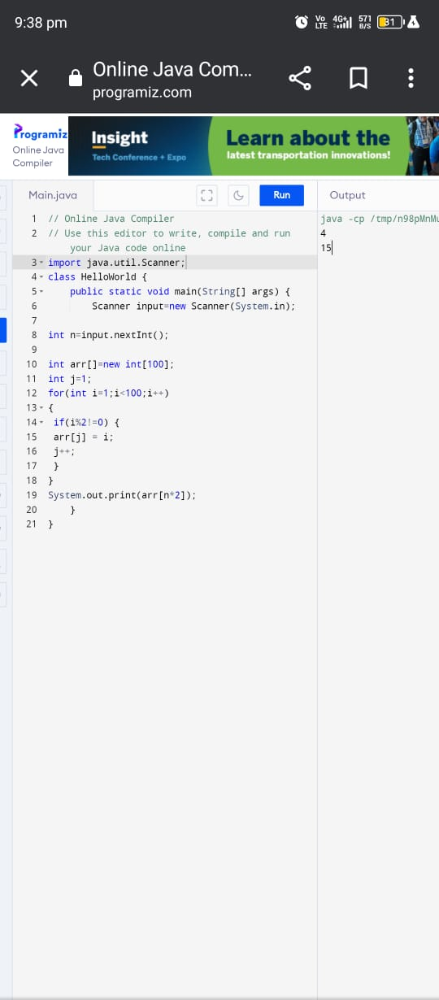 9:38 pm
Vo LTE 4G+ 571 B/S 31
Online Java Com...
programiz.com
Programiz
Online Java
Compiler
Insight
Tech Conference + Expo
Learn about the
latest transportation innovations!
Main.java
Run
Output
1 // Online Java Compiler
2 // Use this editor to write, compile and run
your Java code online
3 import java.util.Scanner;
4 class HelloWorld {
5 public static void main(String[] args) {
6 Scanner input=new Scanner(System.in);
7
8 int n=input.nextInt();
9
10 int arr[]=new int[100];
11 int j=1;
12 for(int i=1;i<100;i++)
13 {
14 if(i%2!=0) {
15 arr[j] = i;
16 j++;
17 }
18 }
19 System.out.print(arr[n*2]);
20 }
21 }
java -cp /tmp/n98pMnMu
4
15